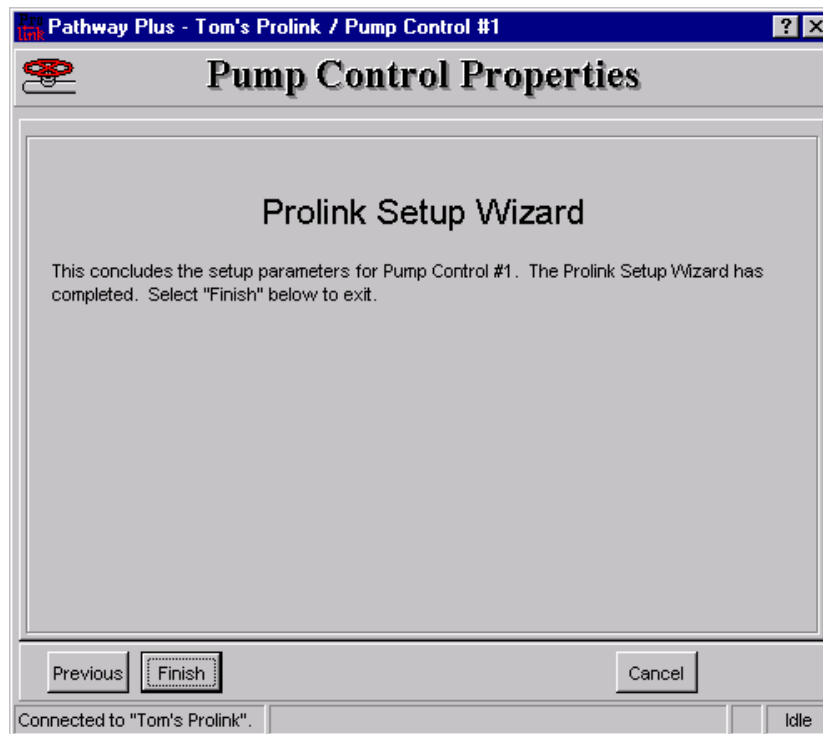 Pro link Pathway Plus - Tom's Prolink / Pump Control #1 ? X
Pump Control Properties
Prolink Setup Wizard
This concludes the setup parameters for Pump Control #1. The Prolink Setup Wizard has
completed. Select "Finish" below to exit.
Previous Finish Cancel
Connected to "Tom's Prolink". Idle